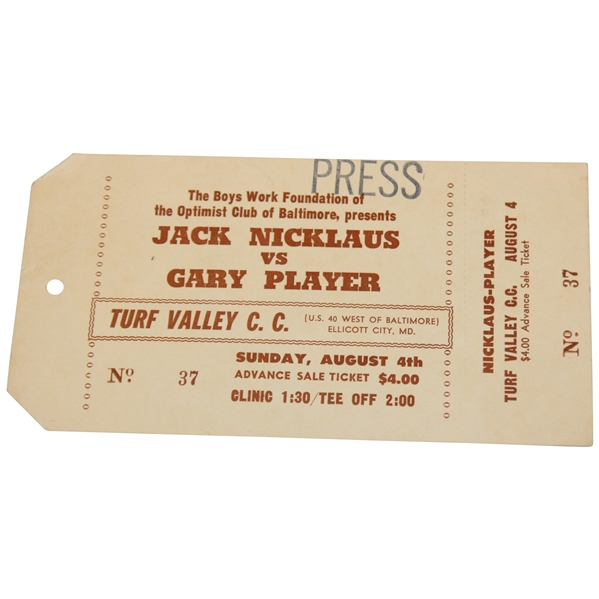 PRESS
The Boys Work Foundation of
the Optimist Club of Baltimore, presents
JACK NICKLAUS
VS
GARY PLAYER
TURF VALLEY C. C. (U.S. 40 WEST OF BALTIMORE)
ELLICOTT CITY, MD.
SUNDAY, AUGUST 4th
Nº 37 ADVANCE SALE TICKET $4.00
CLINIC 1:30/TEE OFF 2:00
NICKLAUS-PLAYER
TURF VALLEY C.C. AUGUST 4
$4.00 Advance Sale Ticket
Nº 37